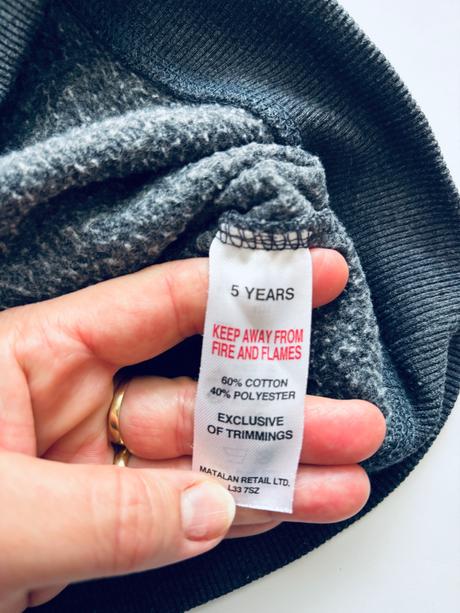 5 YEARS
KEEP AWAY FROM
FIRE AND FLAMES
60% COTTON
40% POLYESTER
EXCLUSIVE
OF TRIMMINGS
MATALAN RETAIL LTD.
L33 7SZ